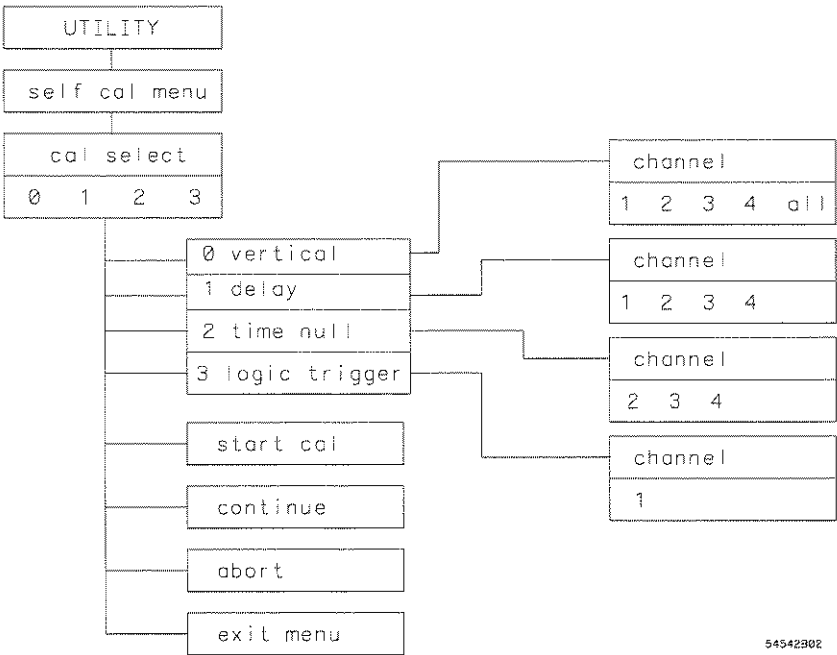 UTILITY
self cal menu
cal select
0 1 2 3
0 vertical
1 delay
2 time null
3 logic trigger
start cal
continue
abort
exit menu
channel
1 2 3 4 all
channel
1 2 3 4
channel
2 3 4
channel
1
54542B02